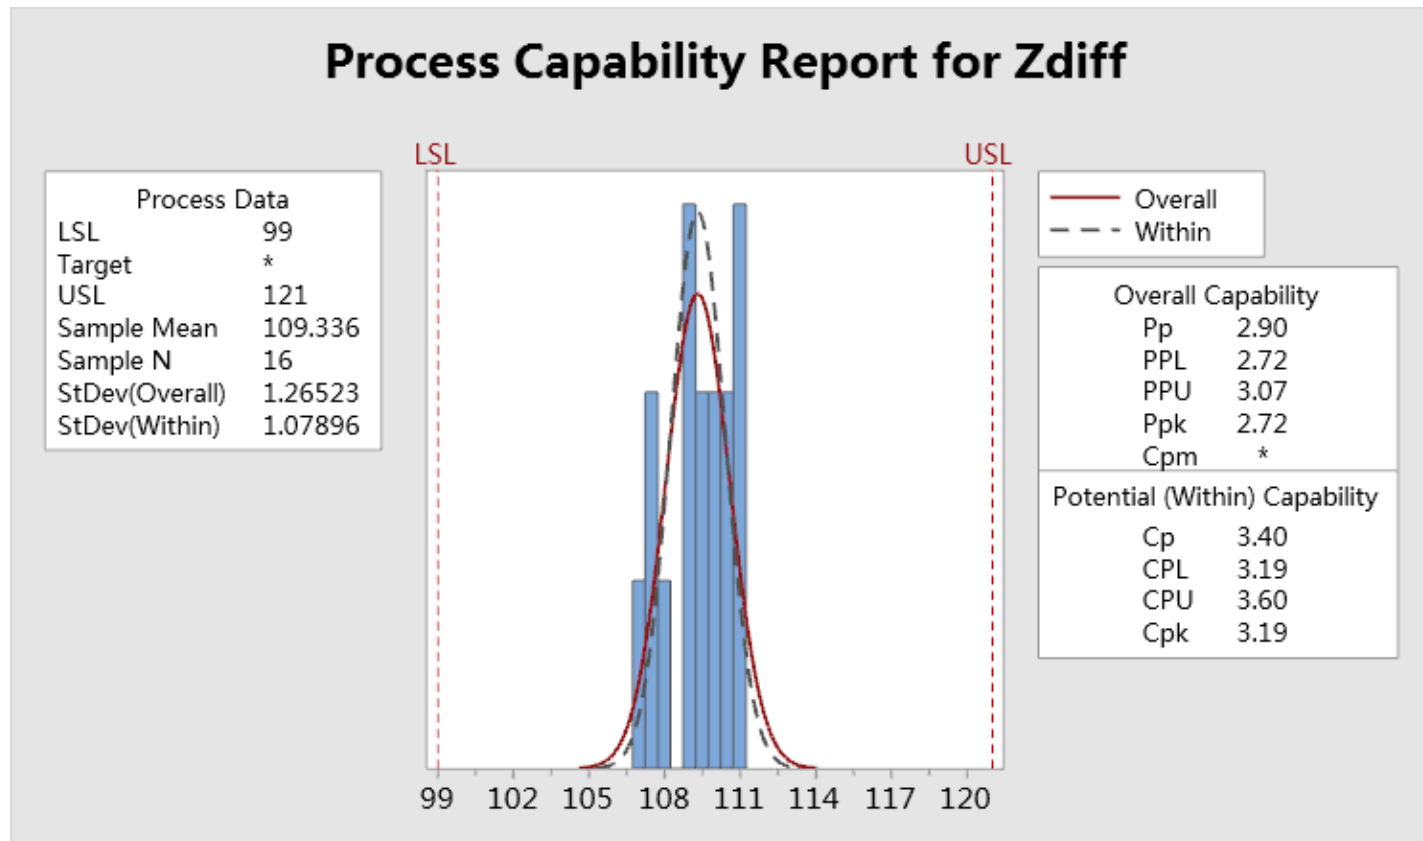 Process Capability Report for Zdiff
LSL USL
Process Data
LSL 99
Target *
USL 121
Sample Mean 109.336
Sample N 16
StDev(Overall) 1.26523
StDev(Within) 1.07896
Overall
Within
Overall Capability
Pp 2.90
PPL 2.72
PPU 3.07
Ppk 2.72
Cpm *
Potential (Within) Capability
Cp 3.40
CPL 3.19
CPU 3.60
Cpk 3.19
99 102 105 108 111 114 117 120